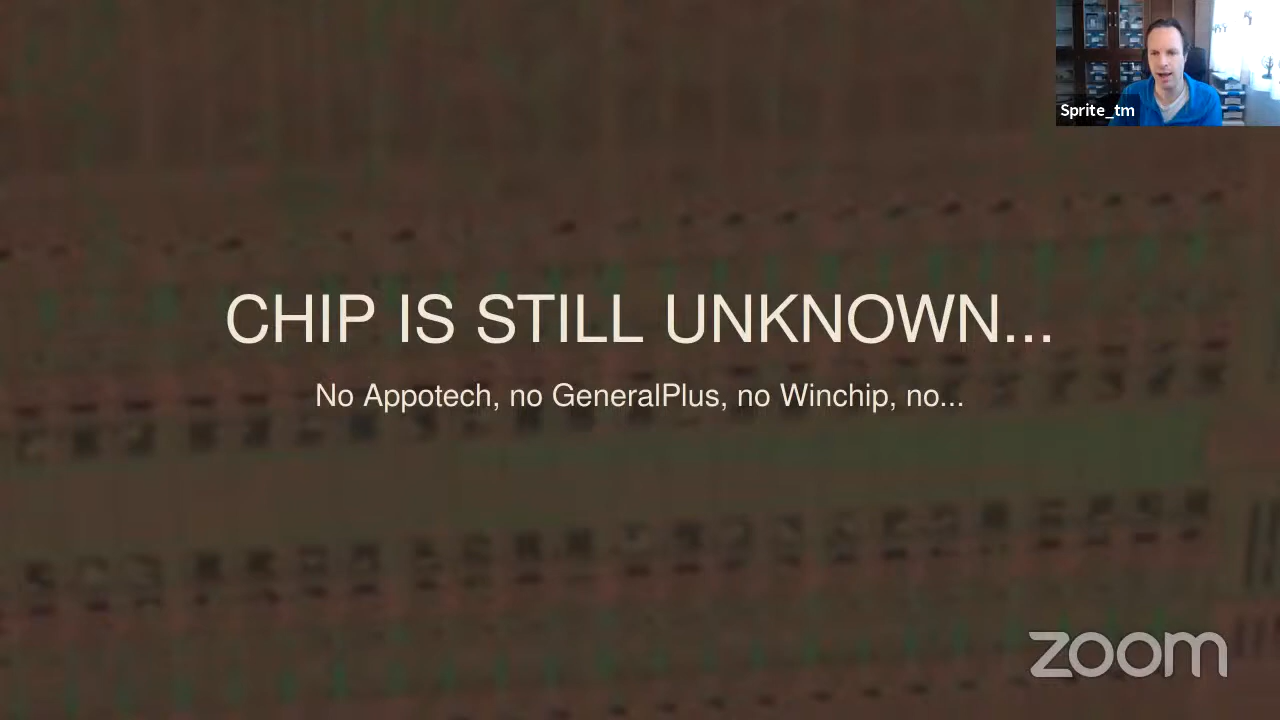 Sprite_tm
CHIP IS STILL UNKNOWN...
No Appotech, no GeneralPlus, no Winchip, no...
zoom